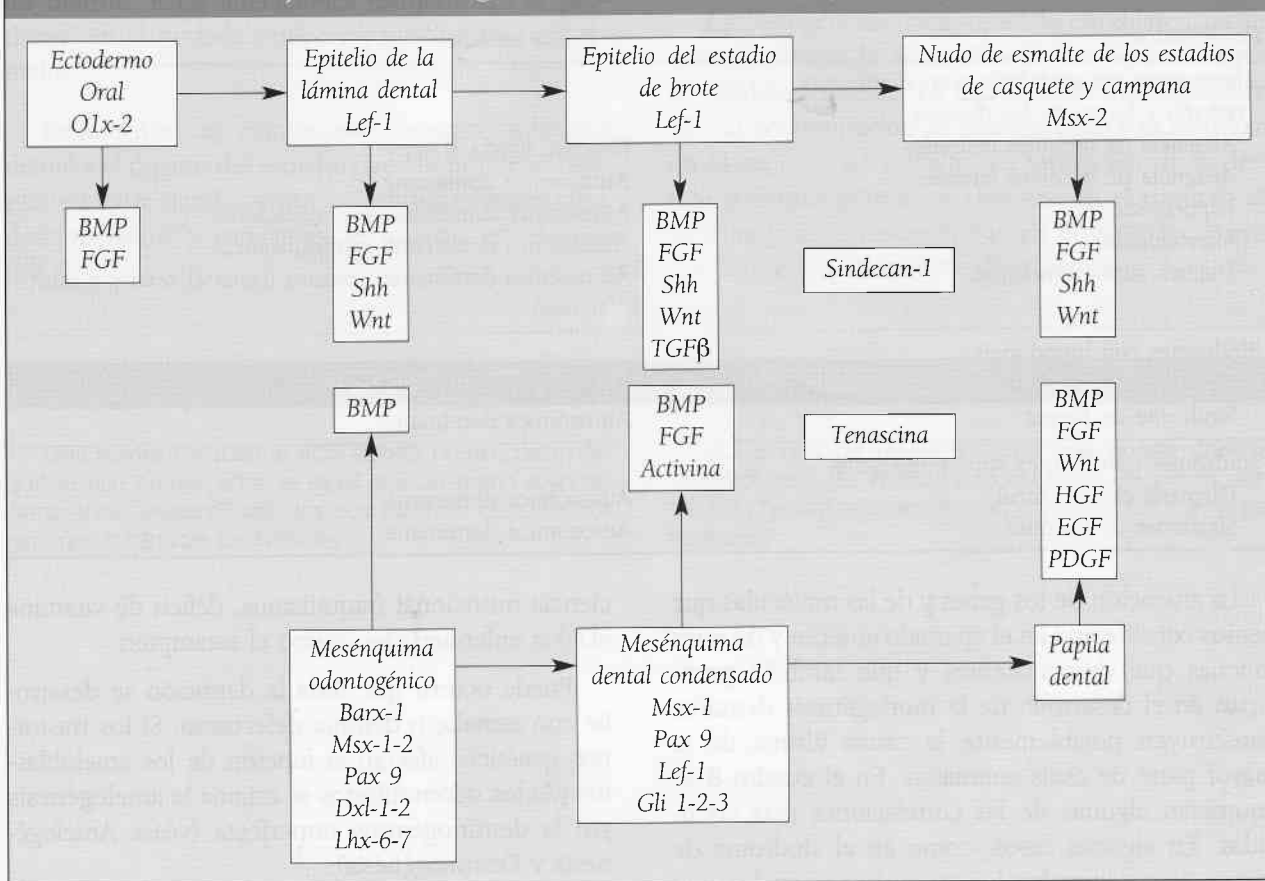 Ectodermo
Oral
O1x-2
Epitelio de la
lámina dental
Lef-1
Epitelio del estadio
de brote
Lef-1
Nudo de esmalte de los estadios
de casquete y campana
Msx-2
BMP
FGF
BMP
FGF
Shh
Wnt
BMP
FGF
Shh
Wnt
TGFβ
Sindecan-1
BMP
FGF
Shh
Wnt
BMP
BMP
FGF
Activina
Tenascina
BMP
FGF
Wnt
HGF
EGF
PDGF
Mesénquima
odontogénico
Barx-1
Msx-1-2
Pax 9
Dxl-1-2
Lhx-6-7
Mesénquima
dental condensado
Msx-1
Pax 9
Lef-1
Gli 1-2-3
Papila
dental